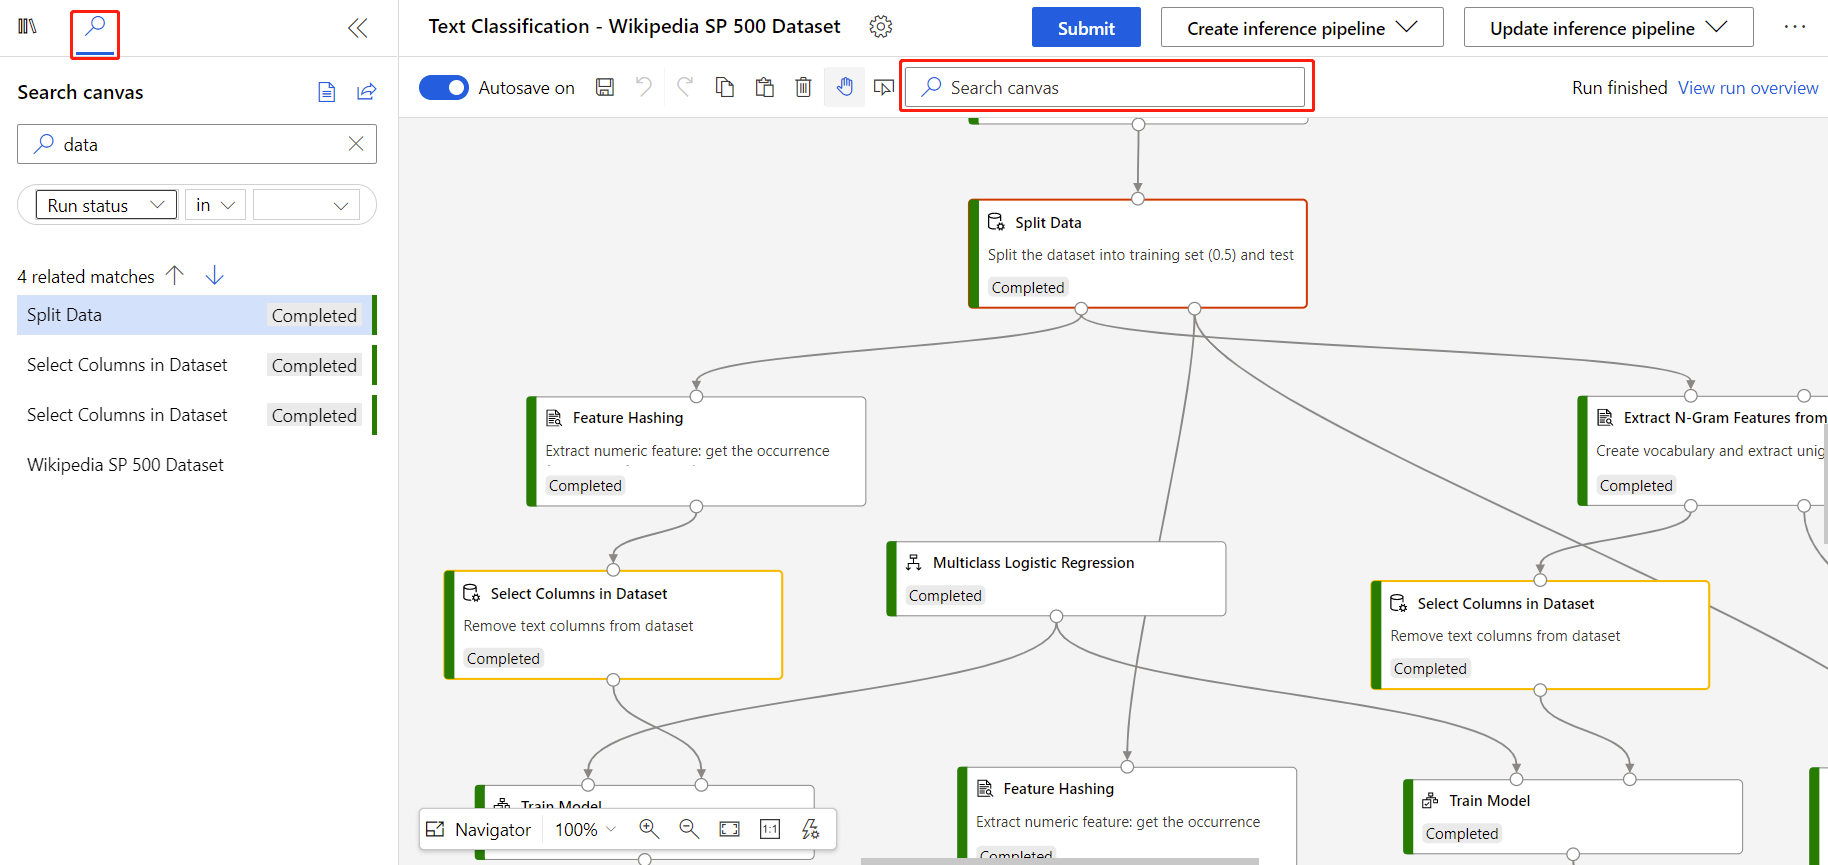 Text Classification - Wikipedia SP 500 Dataset
Submit
Create inference pipeline
Update inference pipeline
Search canvas
Autosave on
Search canvas
Run finished
View run overview
data
Run status
in
4 related matches
Split Data
Completed
Select Columns in Dataset
Completed
Select Columns in Dataset
Completed
Wikipedia SP 500 Dataset
Split Data
Split the dataset into training set (0.5) and test
Completed
Feature Hashing
Extract numeric feature: get the occurrence
Completed
Extract N-Gram Features from
Create vocabulary and extract unig
Completed
Multiclass Logistic Regression
Completed
Select Columns in Dataset
Remove text columns from dataset
Completed
Select Columns in Dataset
Remove text columns from dataset
Completed
Train Model
Feature Hashing
Extract numeric feature: get the occurrence
Completed
Train Model
Completed
Navigator
100%
1:1